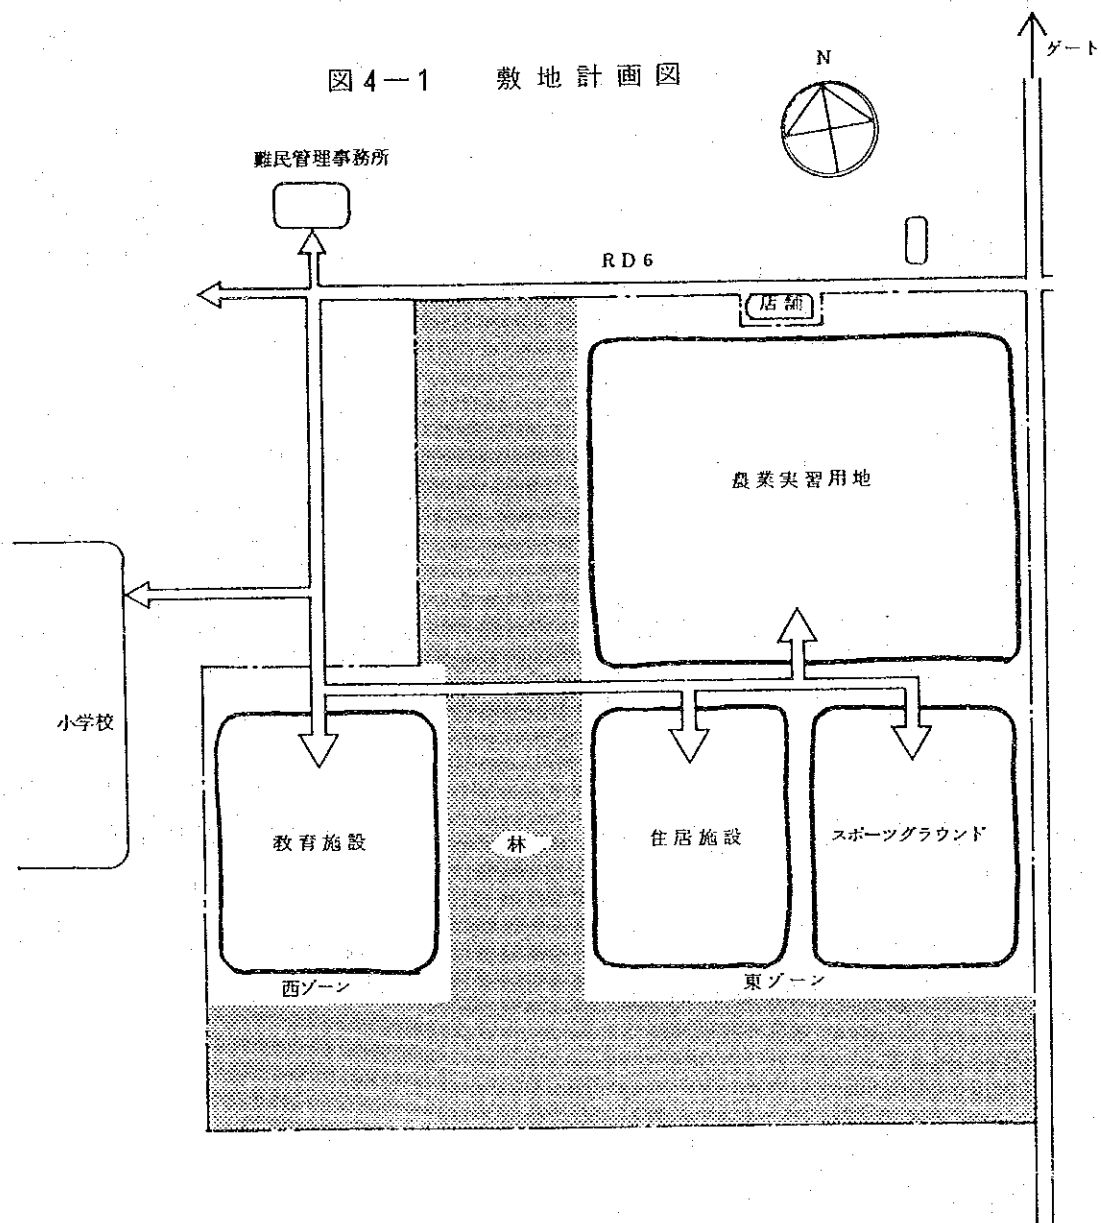 ゲート
図4－1 敷地計画図
N
難民管理事務所
RD6
店舗
農業実習用地
小学校
教育施設
林
住居施設
スポーツグラウンド
西ゾーン
東ゾーン